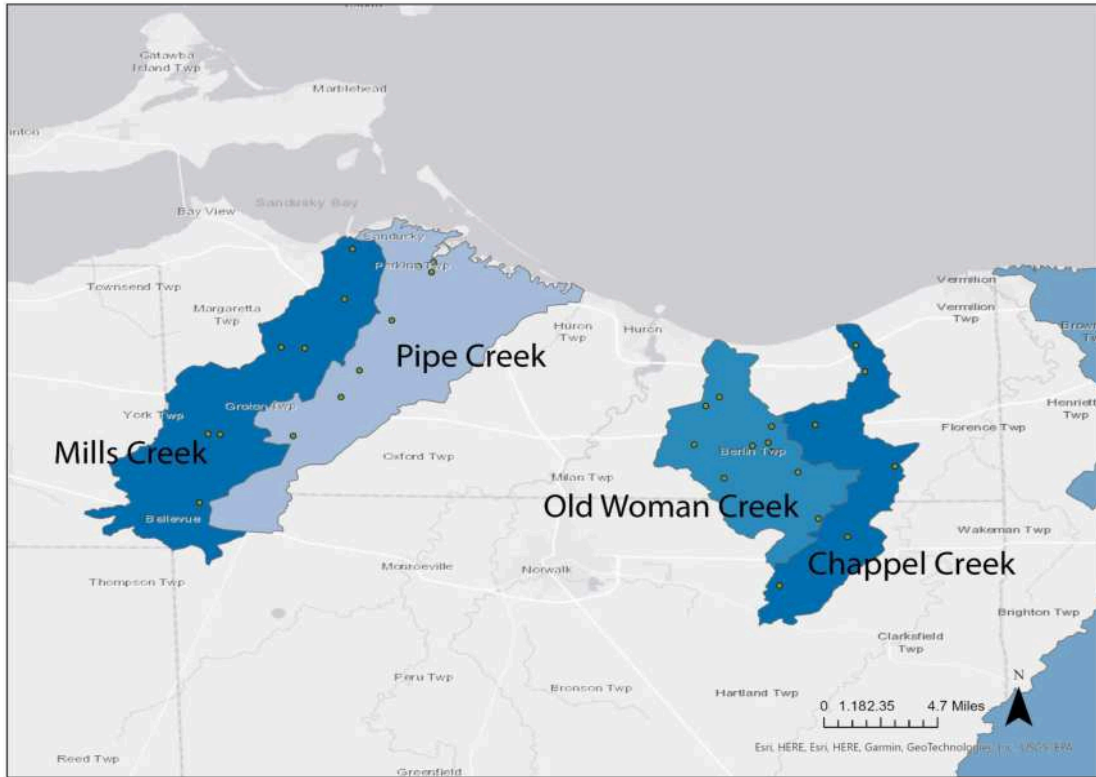 Catawba
Island Twp
Marblehead
inton
Sandusky Bay
Bay View
Sandusky
Perkins Twp
Townsend Twp
Margaretta
Twp
Vermilion
Vermilion
Twp
Huron
Twp
Huron
Brow
Pipe Creek
Henriett
Twp
York Twp
Groton Twp
Florence Twp
Mills Creek
Oxford Twp
Berlin Twp
Milan Twp
Old Woman Creek
Bellevue
Wakeman Twp
Thompson Twp
Monroeville
Norwalk
Chappel Creek
Brighton Twp
Clarksfield
Twp
Peru Twp
Bronson Twp
Hartland Twp
N
0 1.182.35 4.7 Miles
Esri, HERE, Esri, HERE, Garmin, GeoTechnologies, Inc., USGS, EPA
Reed Twp
Greenfield